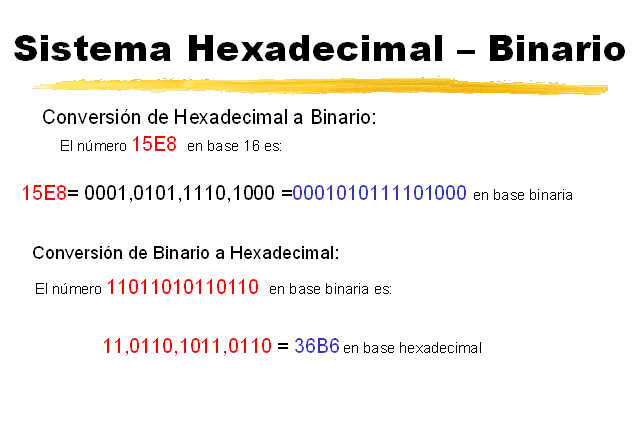 Sistema Hexadecimal – Binario
Conversión de Hexadecimal a Binario:
El número 15E8 en base 16 es:
15E8= 0001,0101,1110,1000 =0001010111101000 en base binaria
Conversión de Binario a Hexadecimal:
El número 11011010110110 en base binaria es:
11,0110,1011,0110 = 36B6 en base hexadecimal